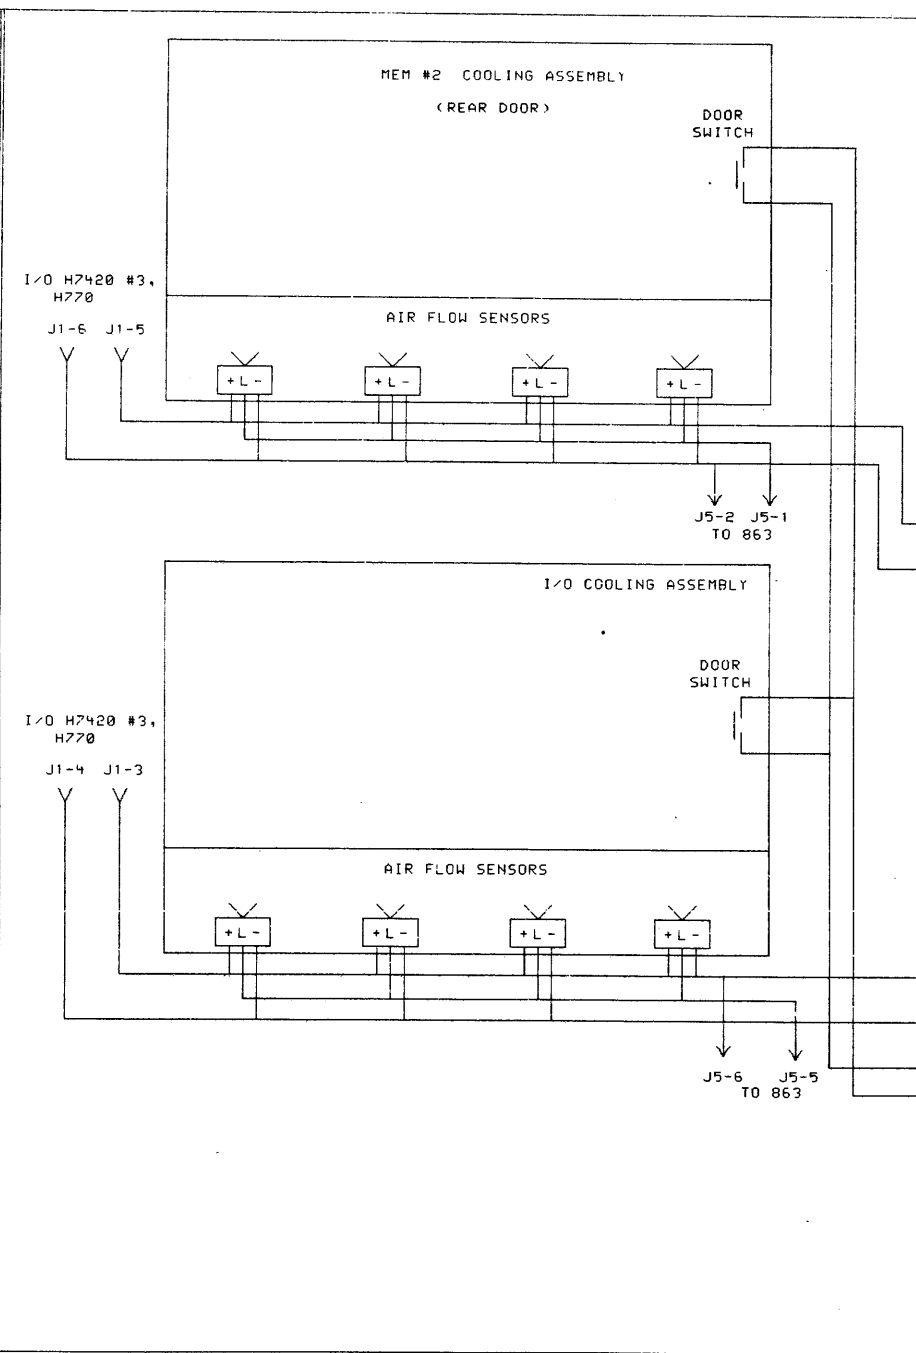 MEM #2 COOLING ASSEMBLY
(REAR DOOR)
DOOR
SWITCH
I/O H7420 #3,
H770
J1-6 J1-5
AIR FLOW SENSORS
+ L - + L - + L - + L -
J5-2 J5-1
TO 863
I/O COOLING ASSEMBLY
DOOR
SWITCH
I/O H7420 #3,
H770
J1-4 J1-3
AIR FLOW SENSORS
+ L - + L - + L - + L -
J5-6 J5-5
TO 863